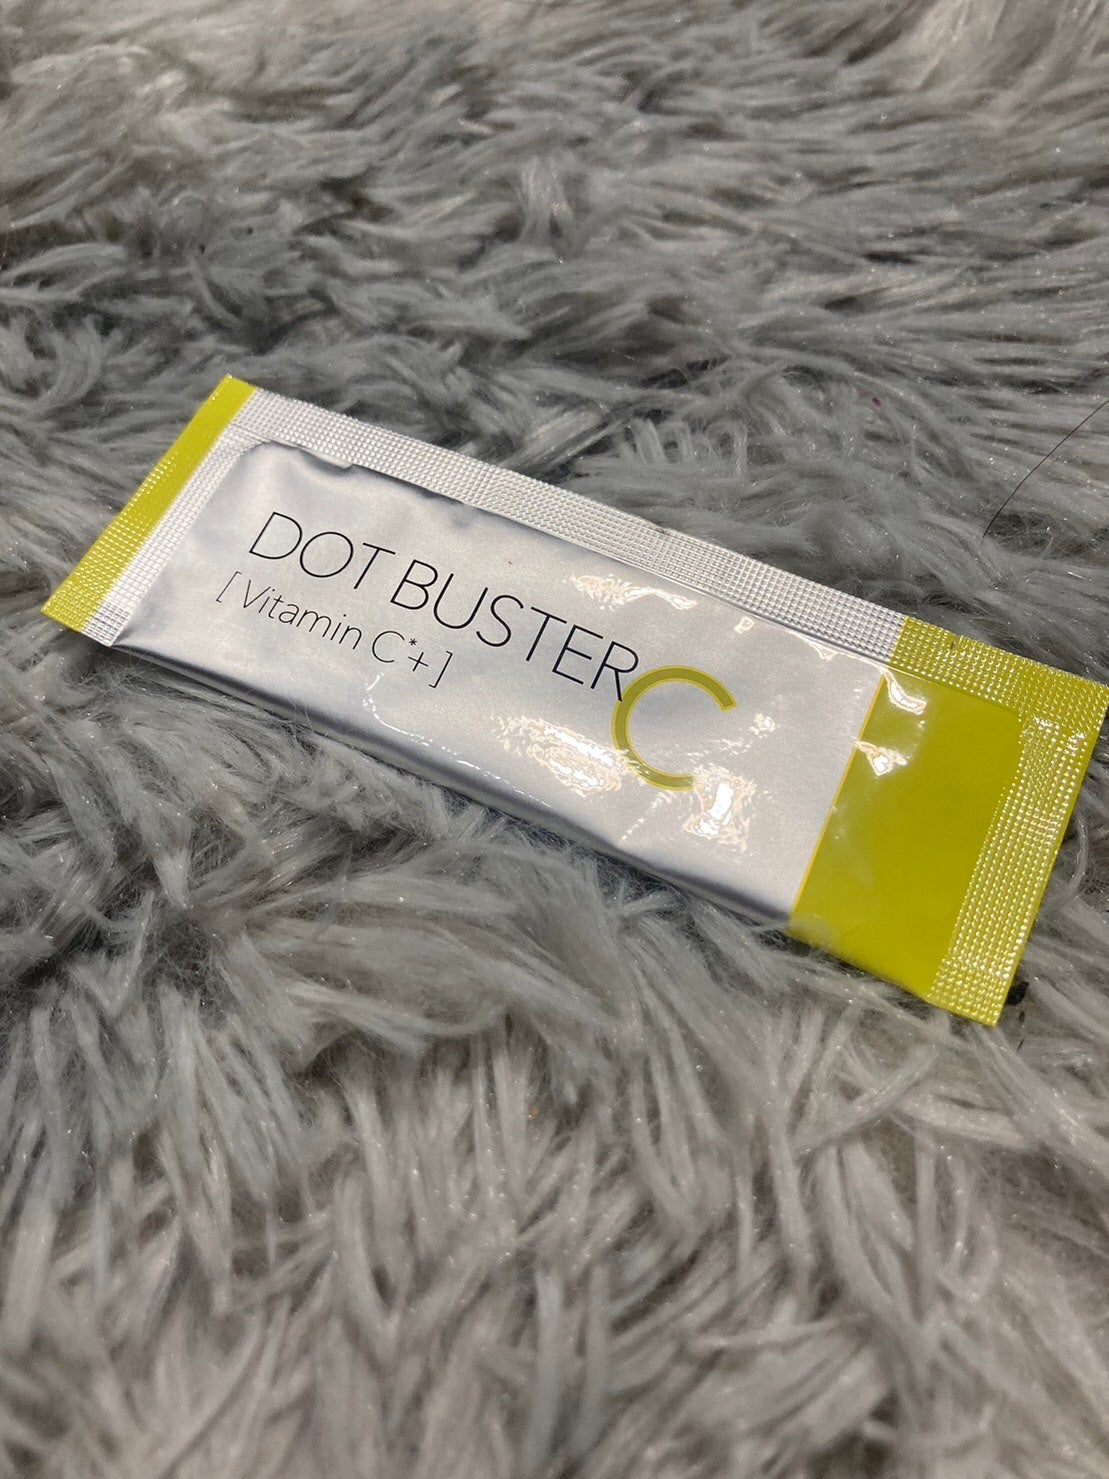 DOT BUSTER C
[ Vitamin C*+ ]